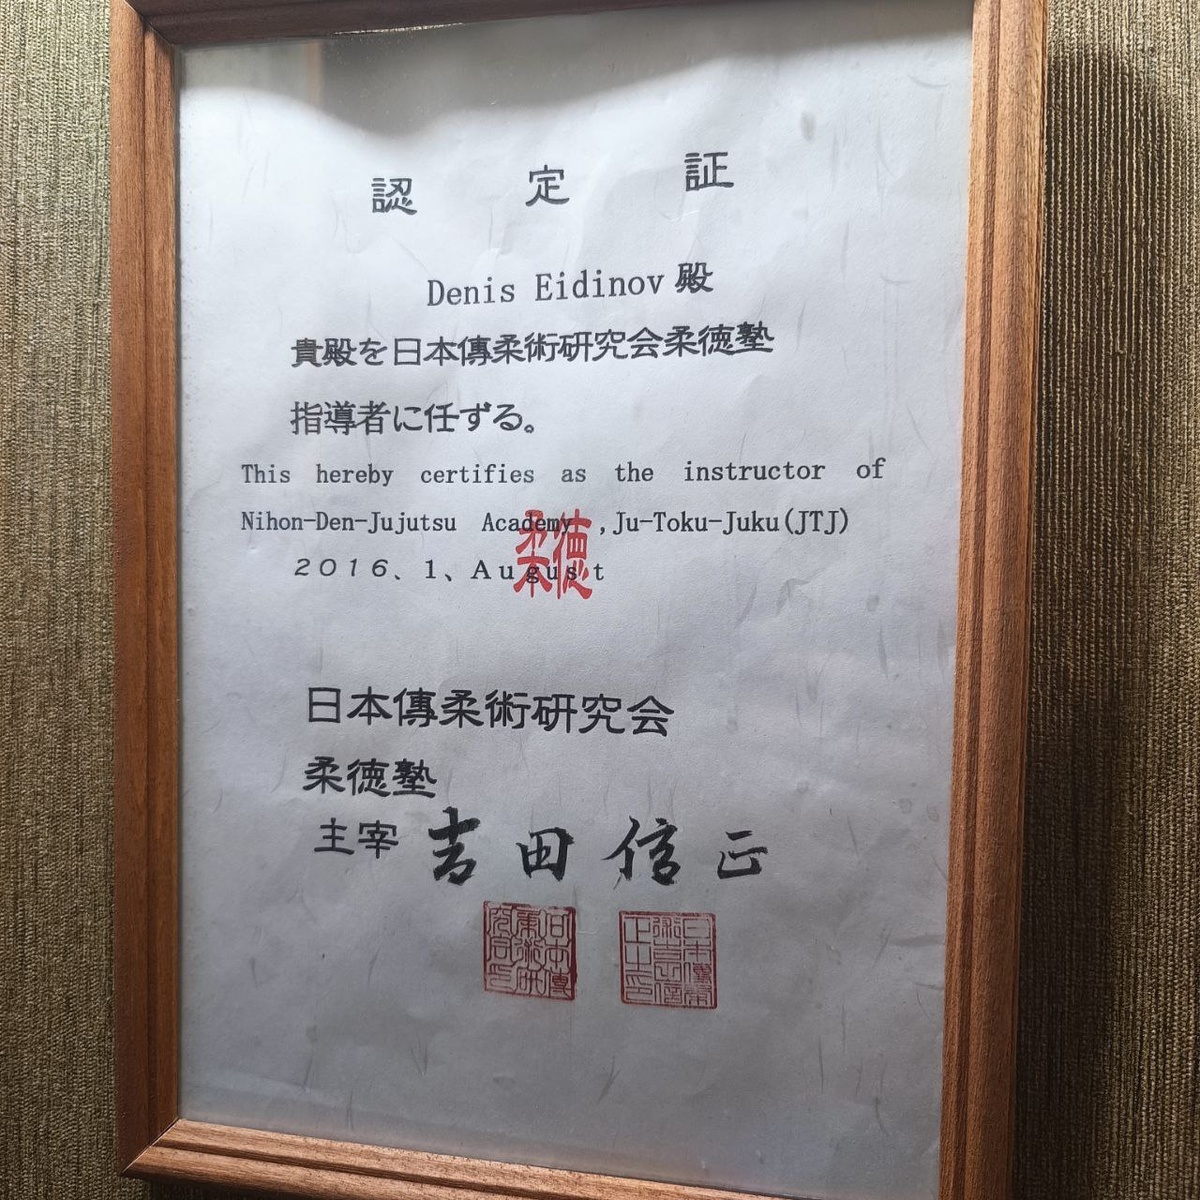 認定証
Denis Eidinov 殿
貴殿を日本傳柔術研究会柔徳塾
指導者に任ずる。
This hereby certifies as the instructor of
Nihon-Den-Jujutsu Academy ,Ju-Toku-Juku(JTJ)
2016、1、August
柔徳
日本傳柔術研究会
柔徳塾
主宰 吉田信正